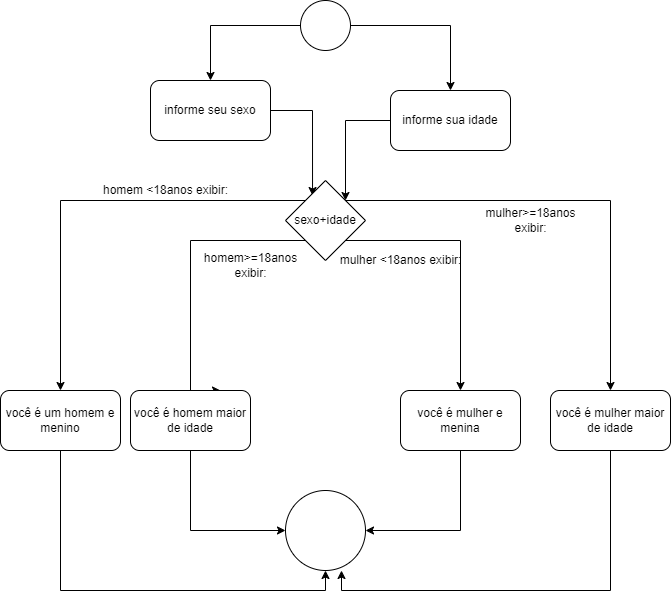 informe seu sexo
informe sua idade
homem <18anos exibir:
sexo+idade
mulher>=18anos
exibir:
homem>=18anos
exibir:
mulher <18anos exibir:
você é um homem e
menino
você é homem maior
de idade
você é mulher e
menina
você é mulher maior
de idade